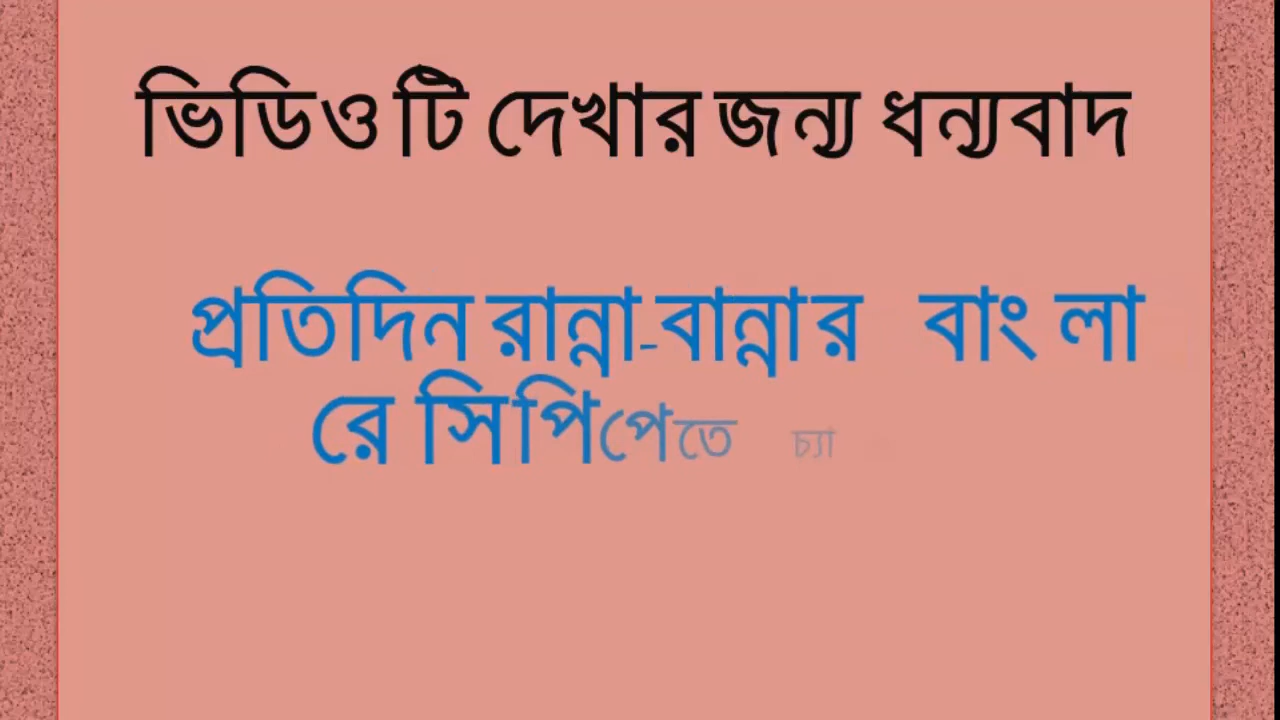 ভিডিও টি দেখার জন্য ধন্যবাদ
প্রতিদিন রান্না-বান্নার বাংলা
রেসিপি পেতে চ্যা